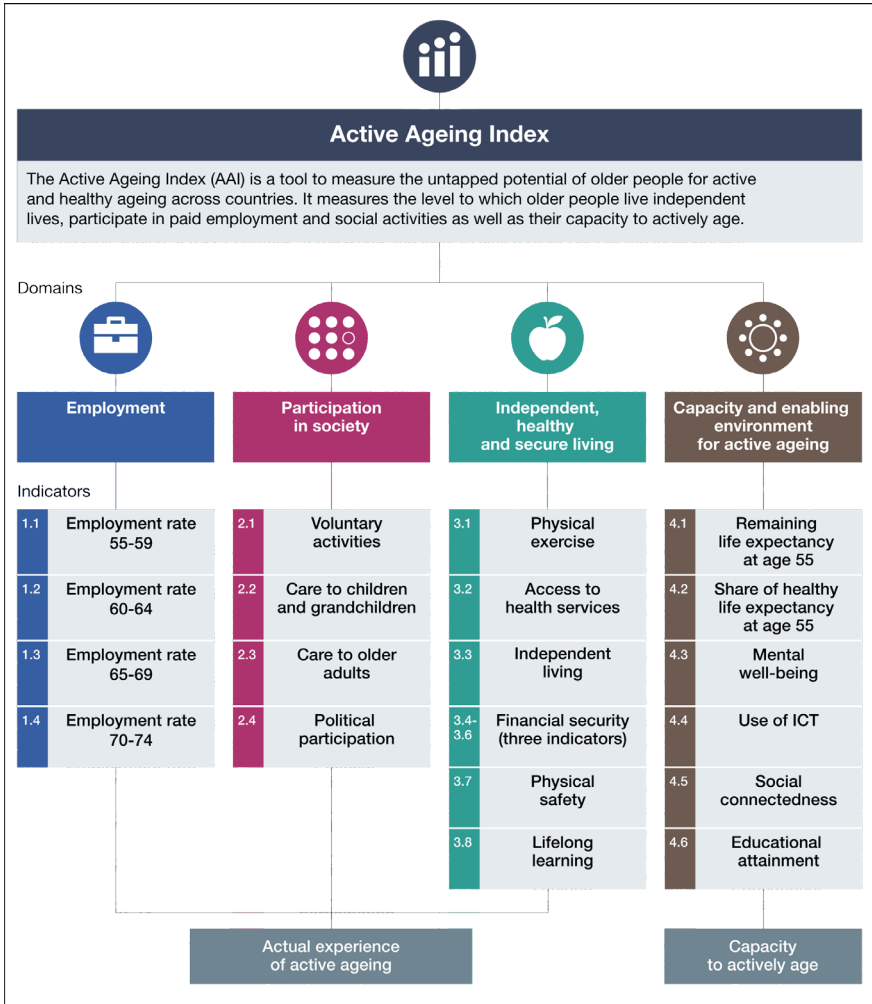 Active Ageing Index
The Active Ageing Index (AAI) is a tool to measure the untapped potential of older people for active
and healthy ageing across countries. It measures the level to which older people live independent
lives, participate in paid employment and social activities as well as their capacity to actively age.
Domains
Employment
Participation
in society
Independent,
healthy
and secure living
Capacity and enabling
environment
for active ageing
Indicators
1.1 Employment rate
55-59
1.2 Employment rate
60-64
1.3 Employment rate
65-69
1.4 Employment rate
70-74
2.1 Voluntary
activities
2.2 Care to children
and grandchildren
2.3 Care to older
adults
2.4 Political
participation
3.1 Physical
exercise
3.2 Access to
health services
3.3 Independent
living
3.4- Financial security
3.6 (three indicators)
3.7 Physical
safety
3.8 Lifelong
learning
4.1 Remaining
life expectancy
at age 55
4.2 Share of healthy
life expectancy
at age 55
4.3 Mental
well-being
4.4 Use of ICT
4.5 Social
connectedness
4.6 Educational
attainment
Actual experience
of active ageing
Capacity
to actively age